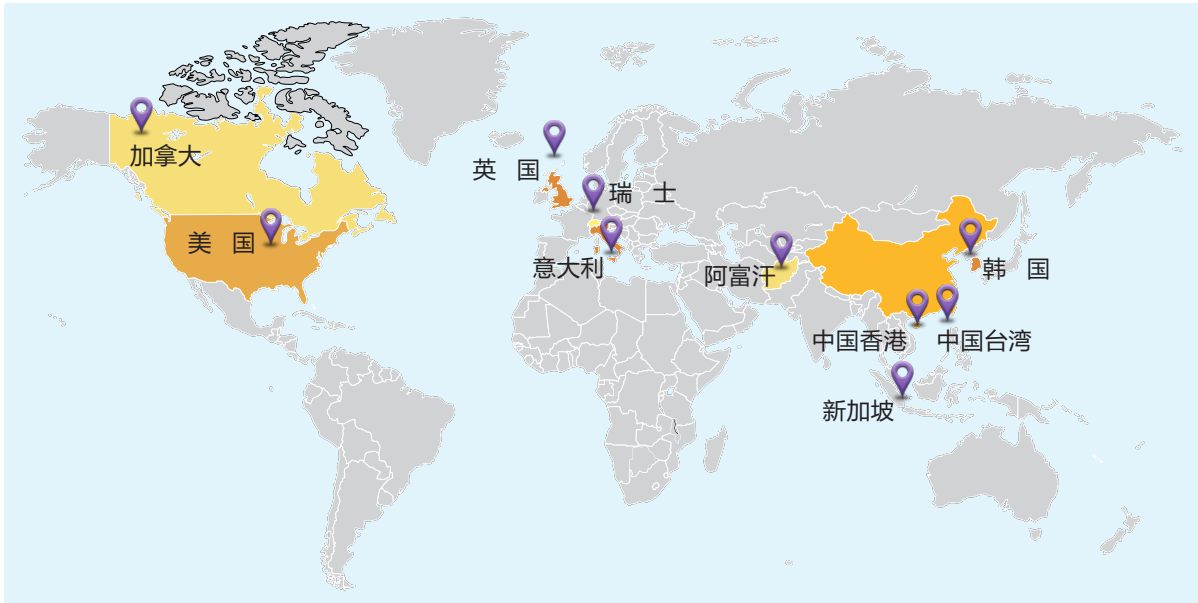 加拿大
英 国
瑞 士
美 国
意大利
阿富汗
韩 国
中国香港
中国台湾
新加坡